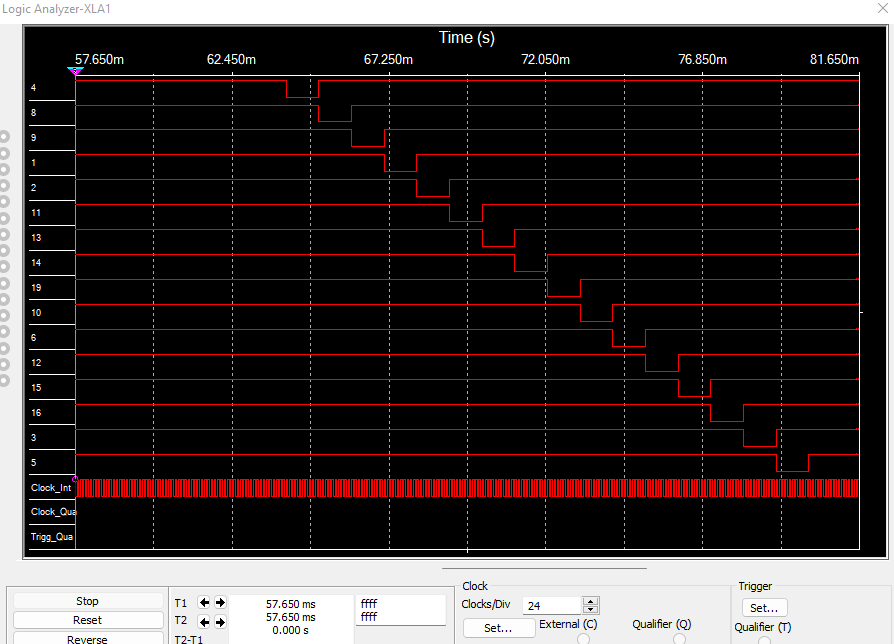 Logic Analyzer-XLA1
Time (s)
57.650m 62.450m 67.250m 72.050m 76.850m 81.650m
4
8
9
1
2
11
13
14
19
10
6
12
15
16
3
5
Clock_Int
Clock_Qua
Trigg_Qua
Stop
Reset
Reverse
T1
T2
T2-T1
57.650 ms
57.650 ms
0.000 s
ffff
ffff
Clock
Clocks/Div 24
Set...
External (C)
Qualifier (Q)
Trigger
Set...
Qualifier (T)